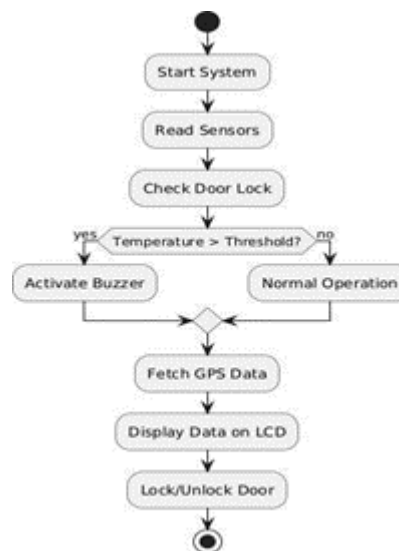 Start System
Read Sensors
Check Door Lock
yes
Temperature > Threshold?
no
Activate Buzzer
Normal Operation
Fetch GPS Data
Display Data on LCD
Lock/Unlock Door